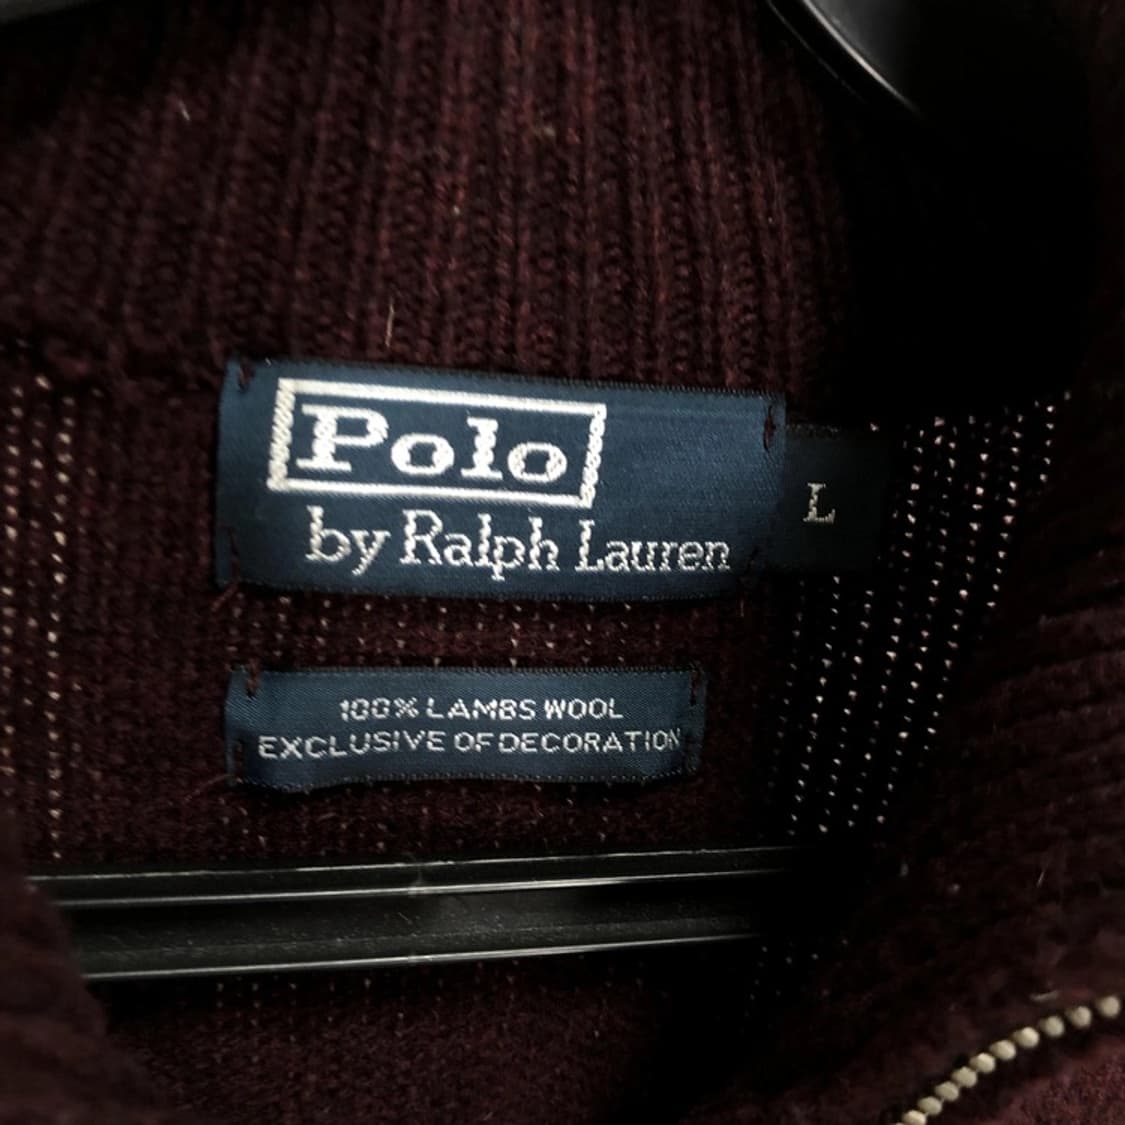 Polo
by Ralph Lauren
L
100% LAMBS WOOL
EXCLUSIVE OF DECORATION